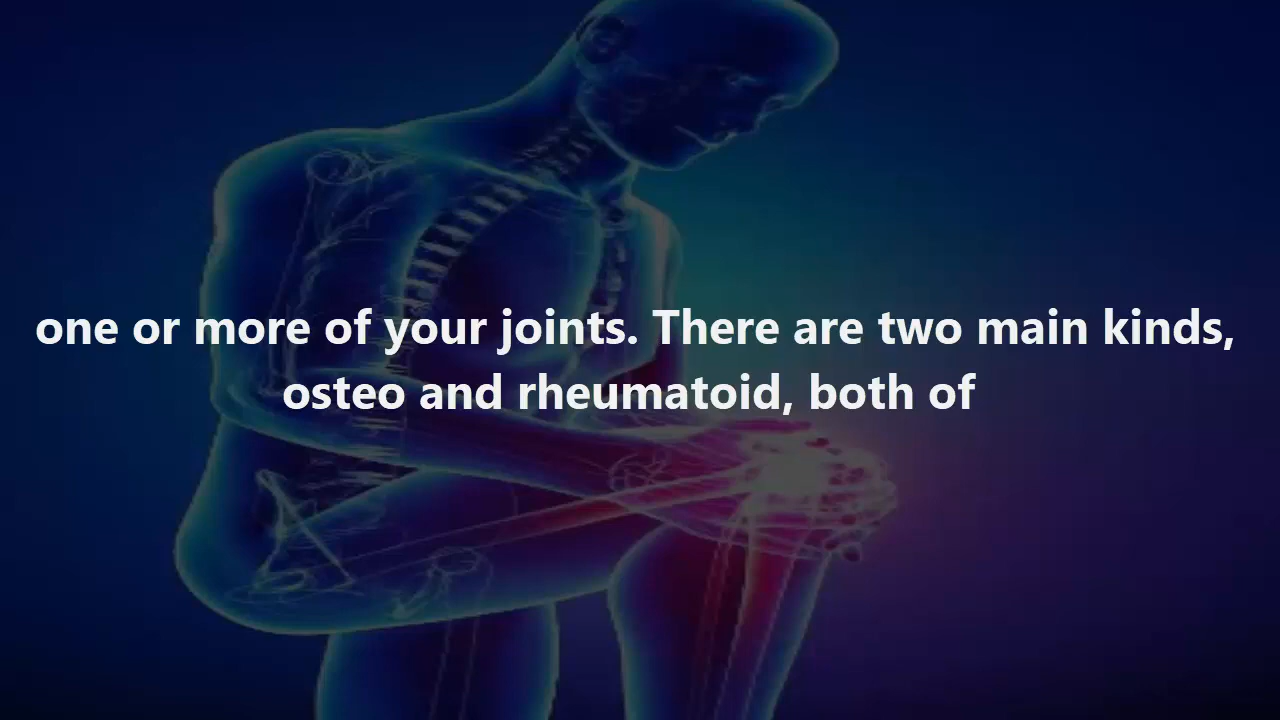 one or more of your joints. There are two main kinds,
osteo and rheumatoid, both of